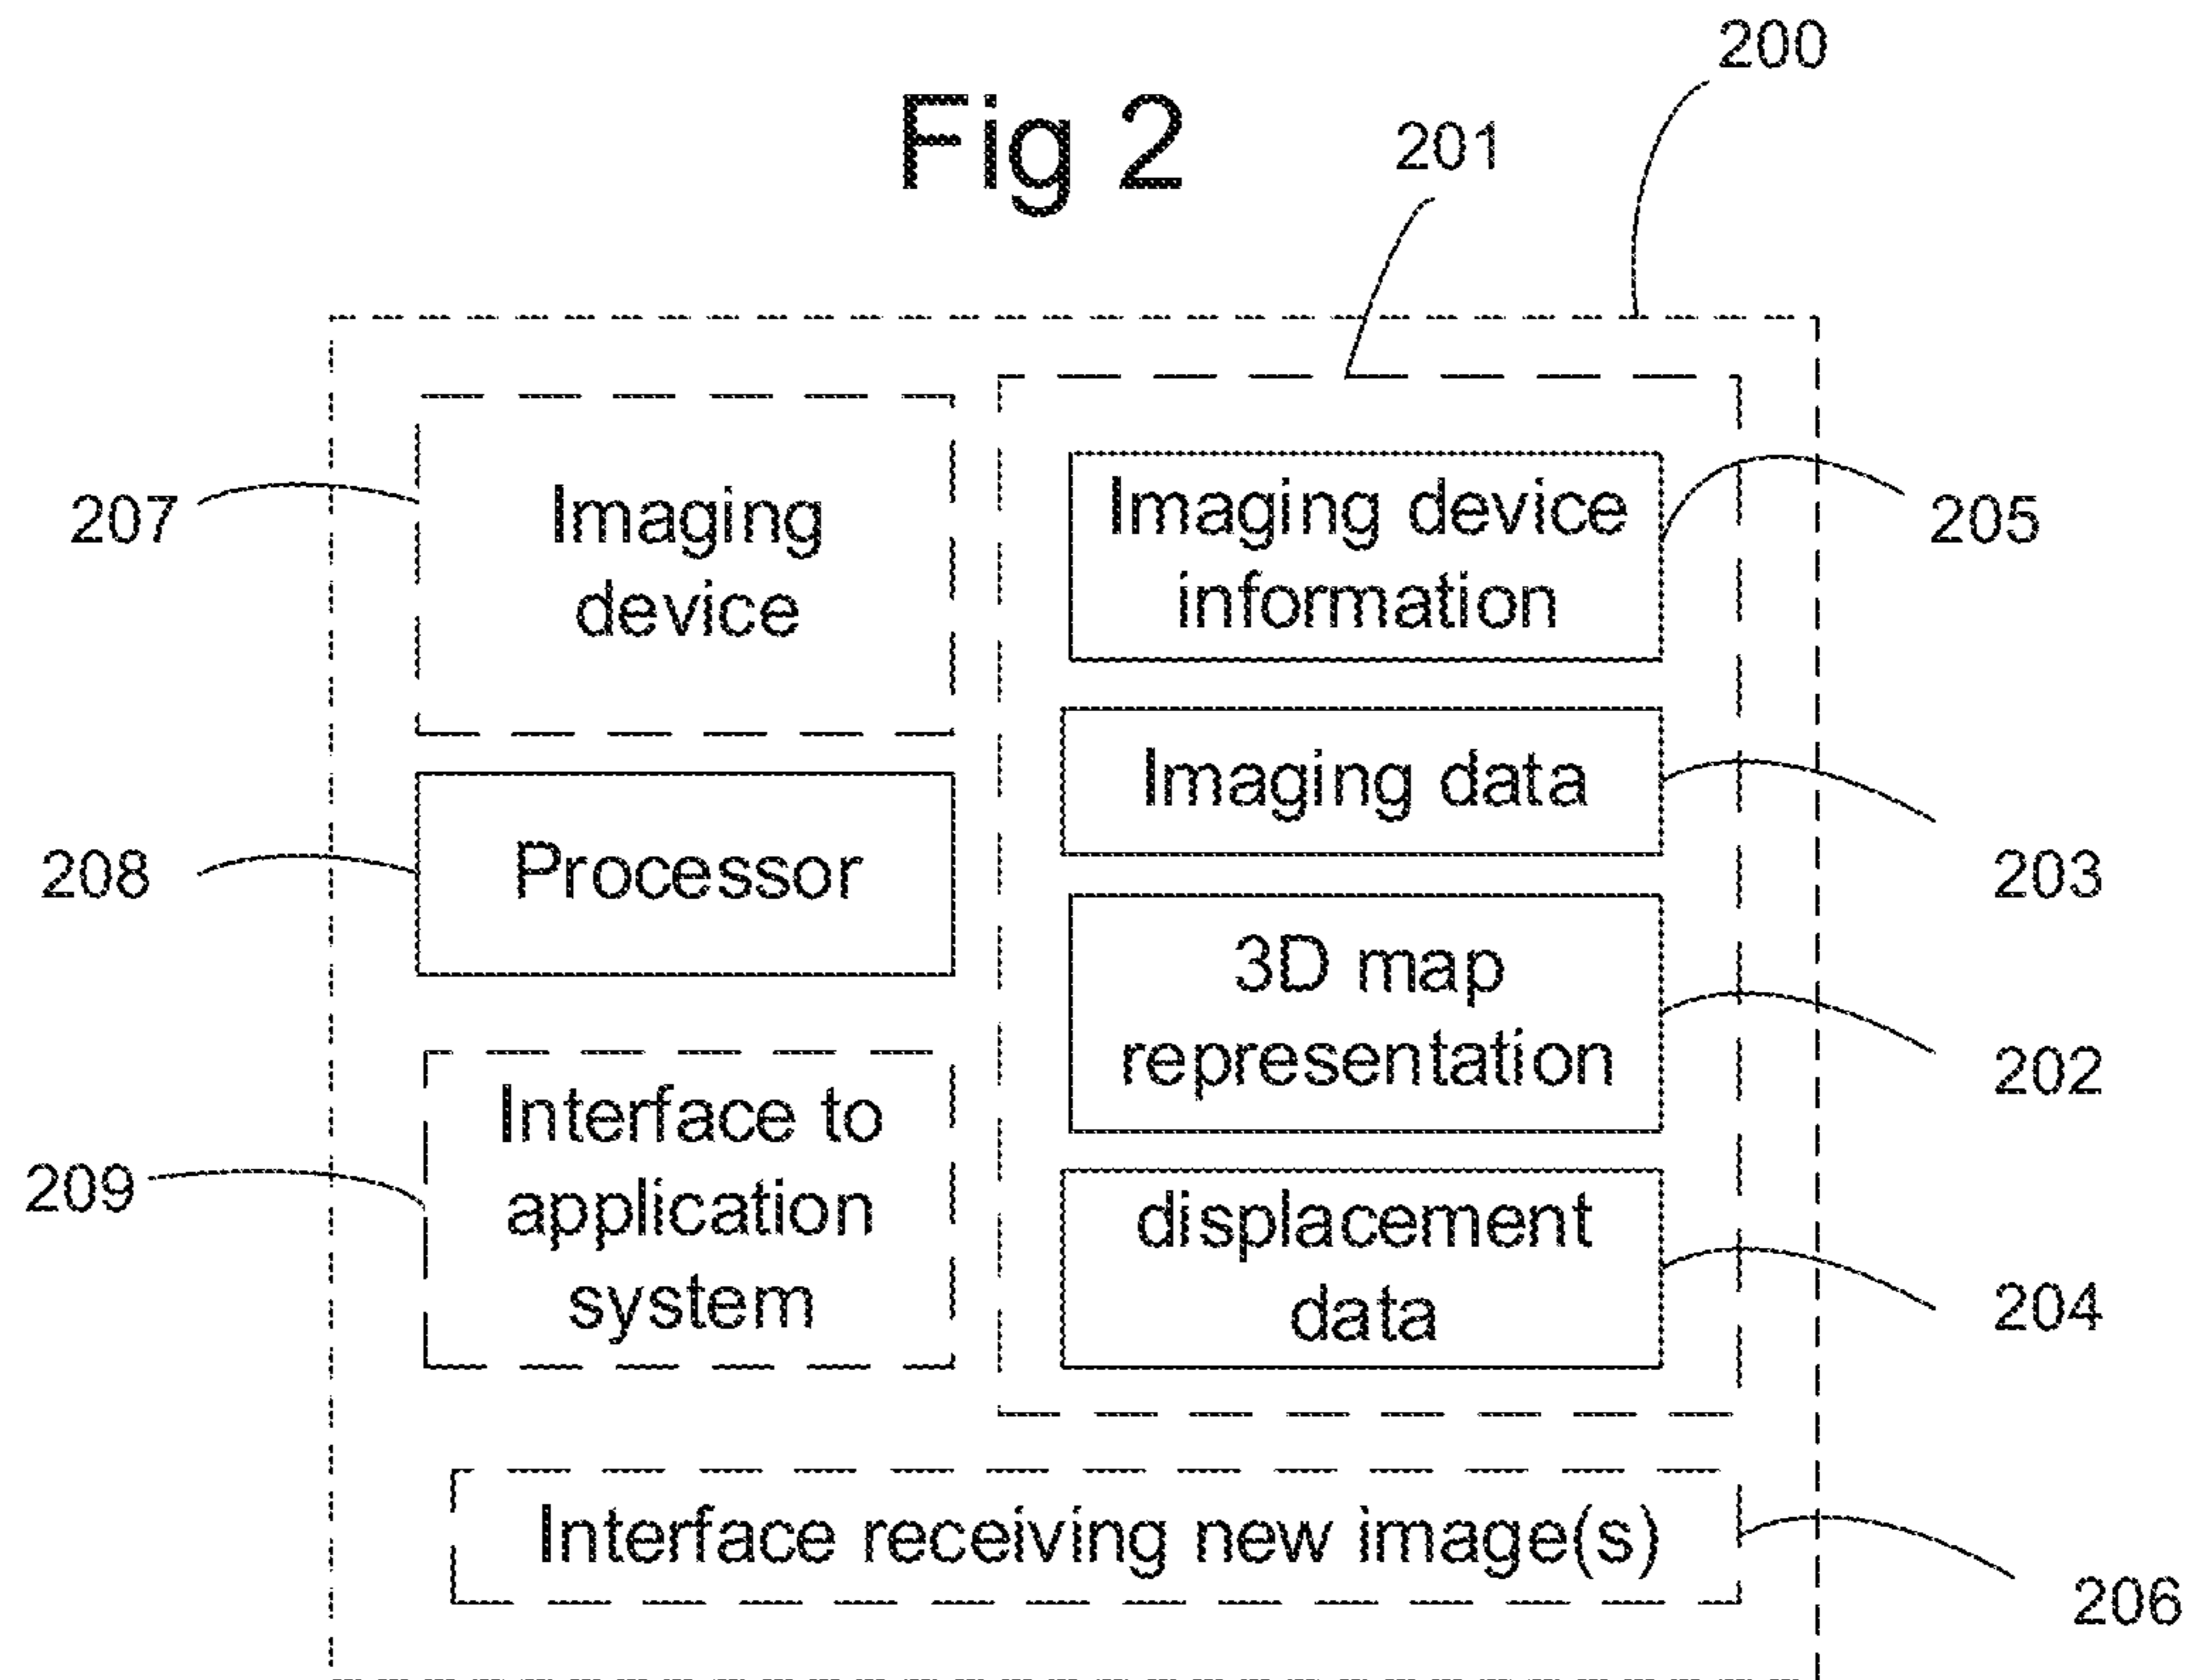 200
Fig 2
201
207
Imaging
device
Imaging device
information
205
Imaging data
203
208
Processor
3D map
representation
202
209
Interface to
application
system
displacement
data
204
Interface receiving new image(s)
206